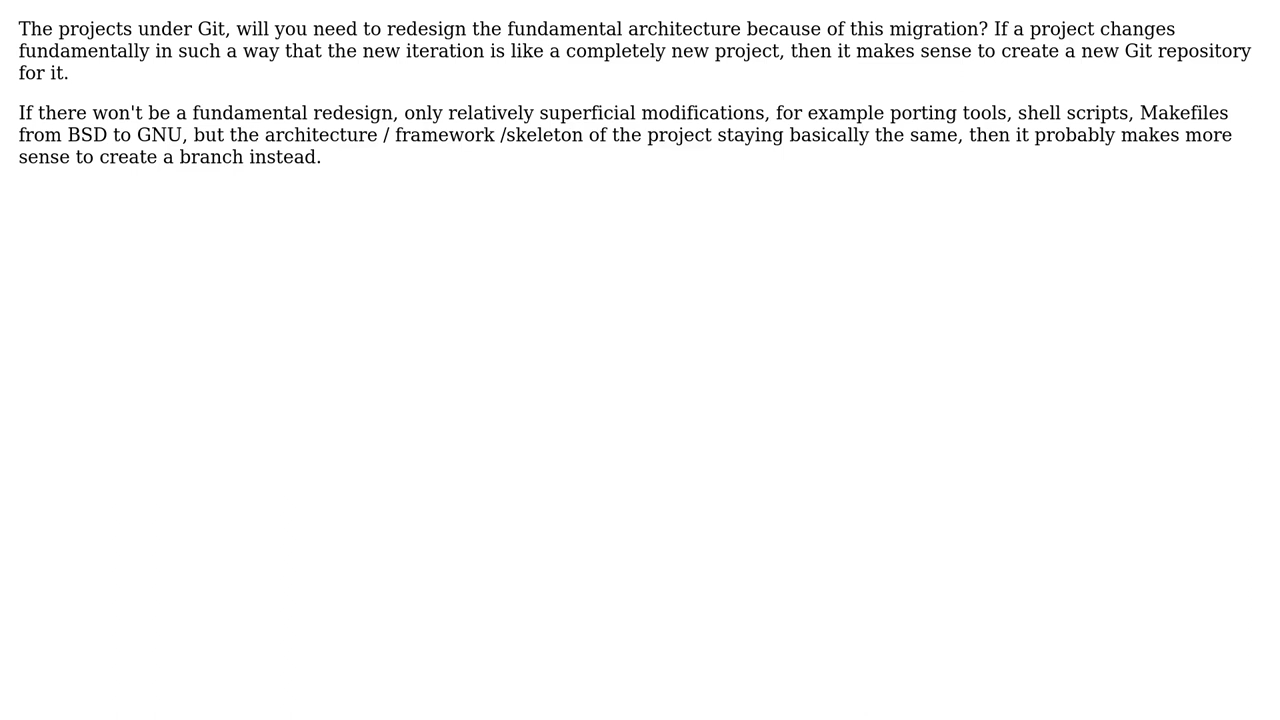 The projects under Git, will you need to redesign the fundamental architecture because of this migration? If a project changes
fundamentally in such a way that the new iteration is like a completely new project, then it makes sense to create a new Git repository
for it.
If there won't be a fundamental redesign, only relatively superficial modifications, for example porting tools, shell scripts, Makefiles
from BSD to GNU, but the architecture / framework /skeleton of the project staying basically the same, then it probably makes more
sense to create a branch instead.